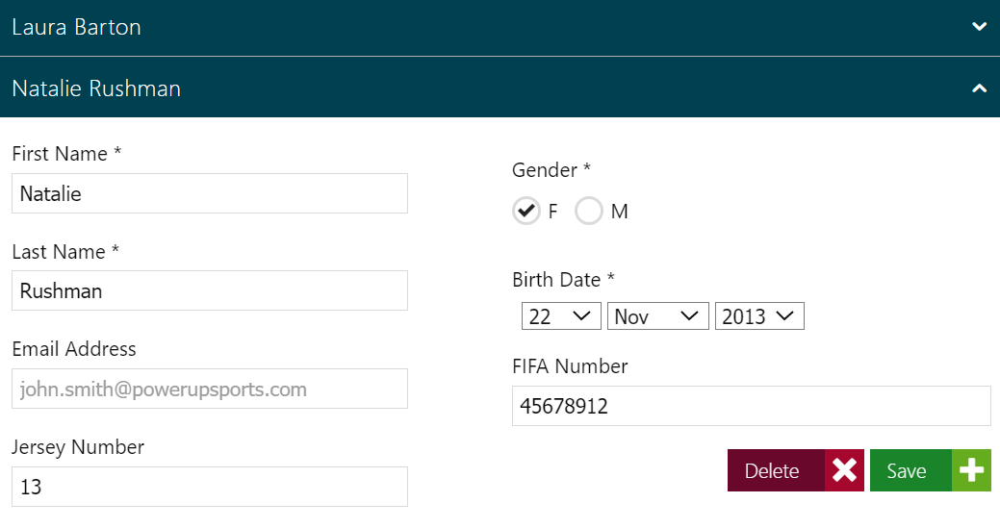 Laura Barton
Natalie Rushman
First Name *
Natalie
Last Name *
Rushman
Email Address
john.smith@powerupsports.com
Jersey Number
13
Gender *
F M
Birth Date *
22 Nov 2013
FIFA Number
45678912
Delete Save